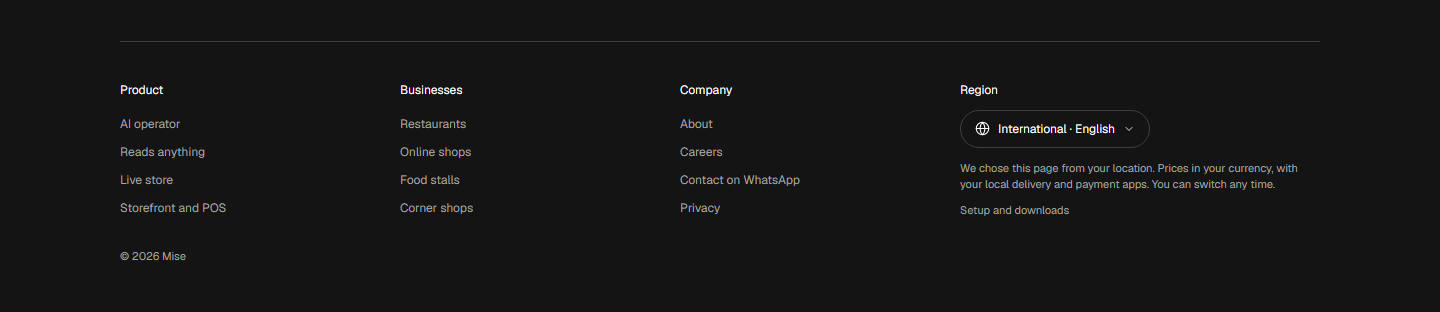 Product
AI operator
Reads anything
Live store
Storefront and POS
Businesses
Restaurants
Online shops
Food stalls
Corner shops
Company
About
Careers
Contact on WhatsApp
Privacy
Region
International · English
We chose this page from your location. Prices in your currency, with
your local delivery and payment apps. You can switch any time.
Setup and downloads
© 2026 Mise